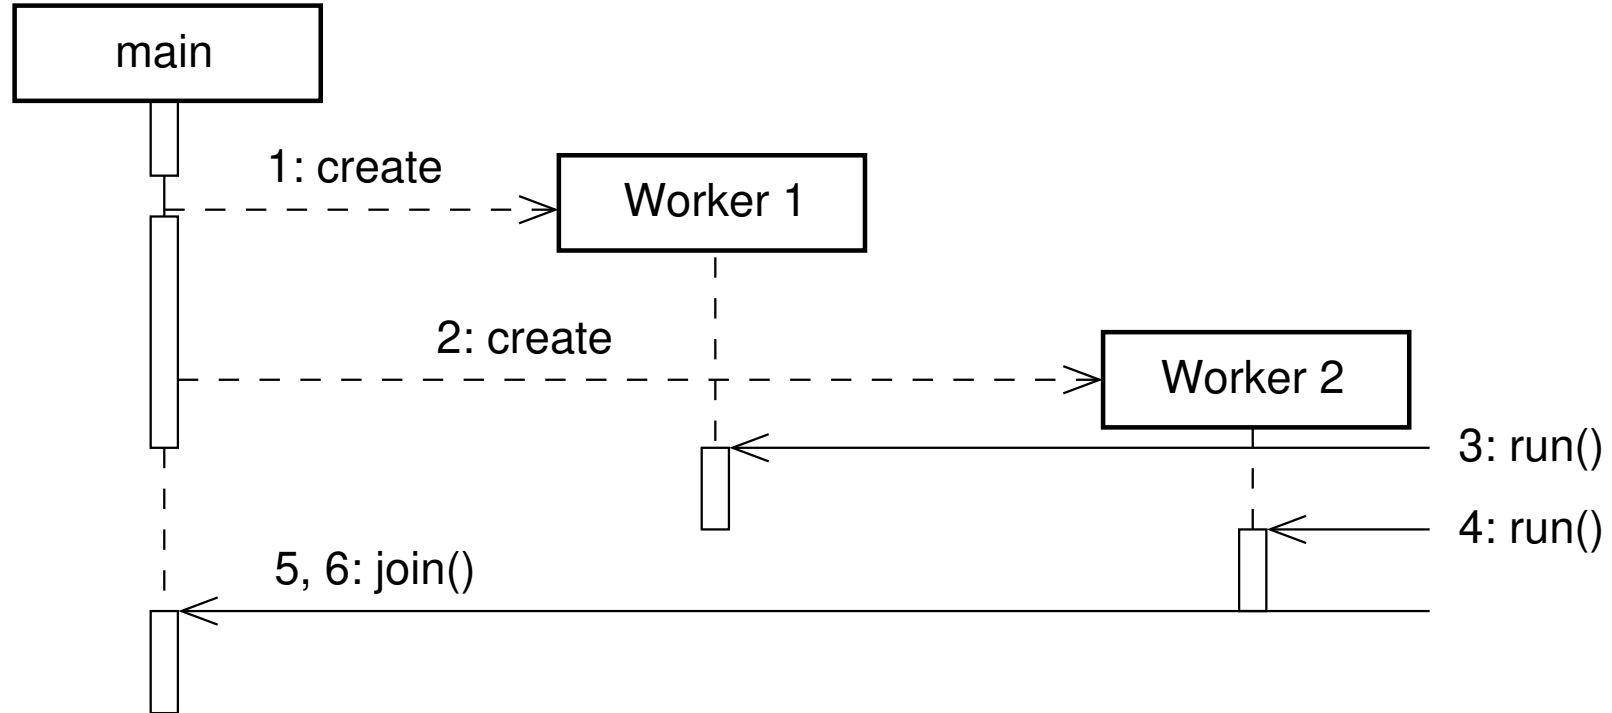 main
1: create
Worker 1
2: create
Worker 2
3: run()
4: run()
5, 6: join()